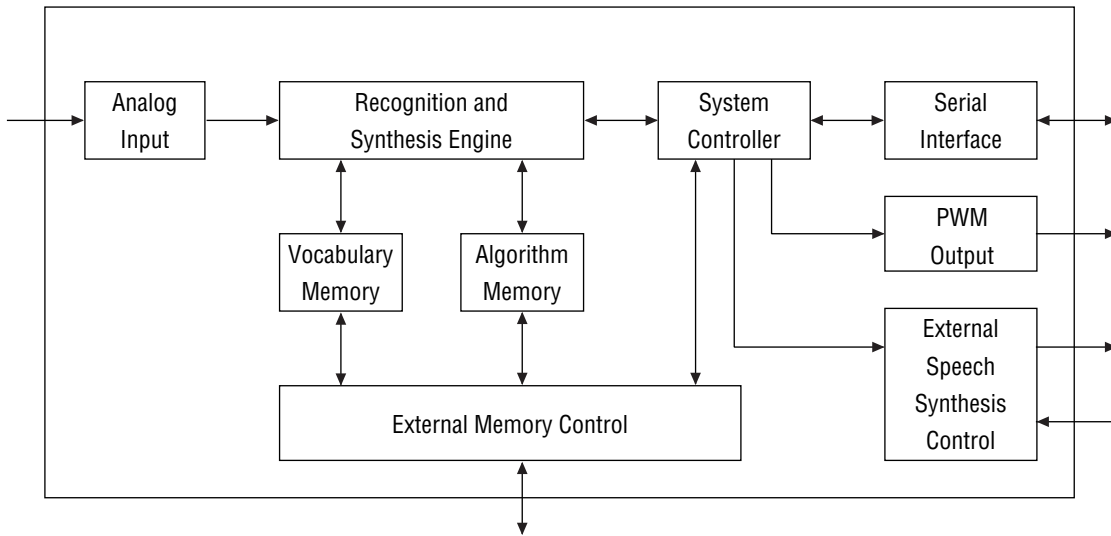 Analog
Input
Recognition and
Synthesis Engine
System
Controller
Serial
Interface
PWM
Output
Vocabulary
Memory
Algorithm
Memory
External
Speech
Synthesis
Control
External Memory Control